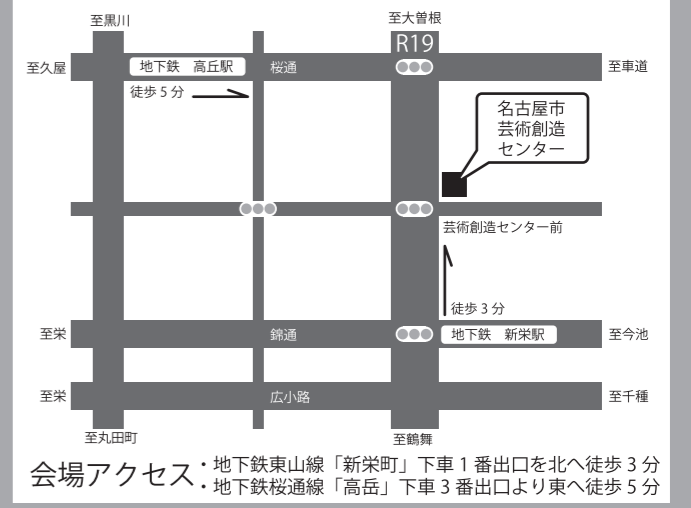 至黒川
至大曽根
R19
至久屋
地下鉄　高丘駅
桜通
至車道
徒歩 5 分
名古屋市
芸術創造
センター
芸術創造センター前
徒歩 3 分
至栄
錦通
地下鉄　新栄駅
至今池
至栄
広小路
至千種
至丸田町
至鶴舞
会場アクセス
・地下鉄東山線「新栄町」下車 1 番出口を北へ徒歩 3 分
・地下鉄桜通線「高岳」下車 3 番出口より東へ徒歩 5 分